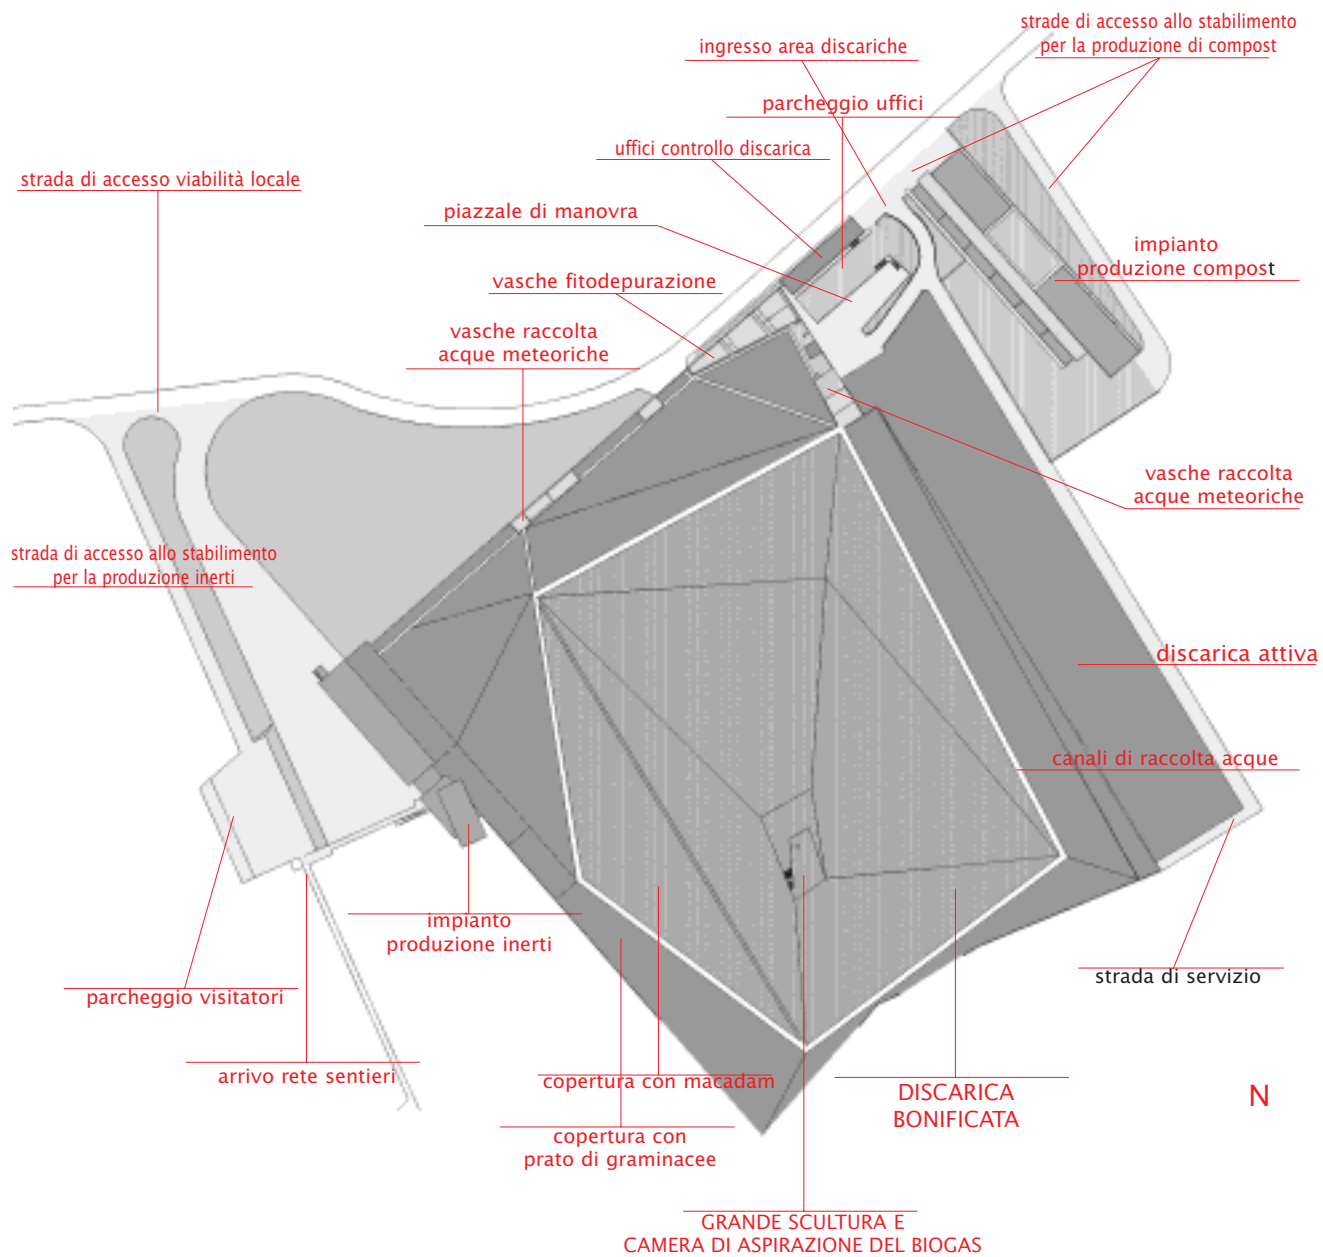 strade di accesso allo stabilimento
per la produzione di compost
ingresso area discariche
parcheggio uffici
uffici controllo discarica
strada di accesso viabilità locale
piazzale di manovra
impianto
produzione compost
vasche fitodepurazione
vasche raccolta
acque meteoriche
vasche raccolta
acque meteoriche
strada di accesso allo stabilimento
per la produzione inerti
discarica attiva
canali di raccolta acque
impianto
produzione inerti
strada di servizio
parcheggio visitatori
arrivo rete sentieri
copertura con macadam
DISCARICA
BONIFICATA
N
copertura con
prato di graminacee
GRANDE SCULTURA E
CAMERA DI ASPIRAZIONE DEL BIOGAS